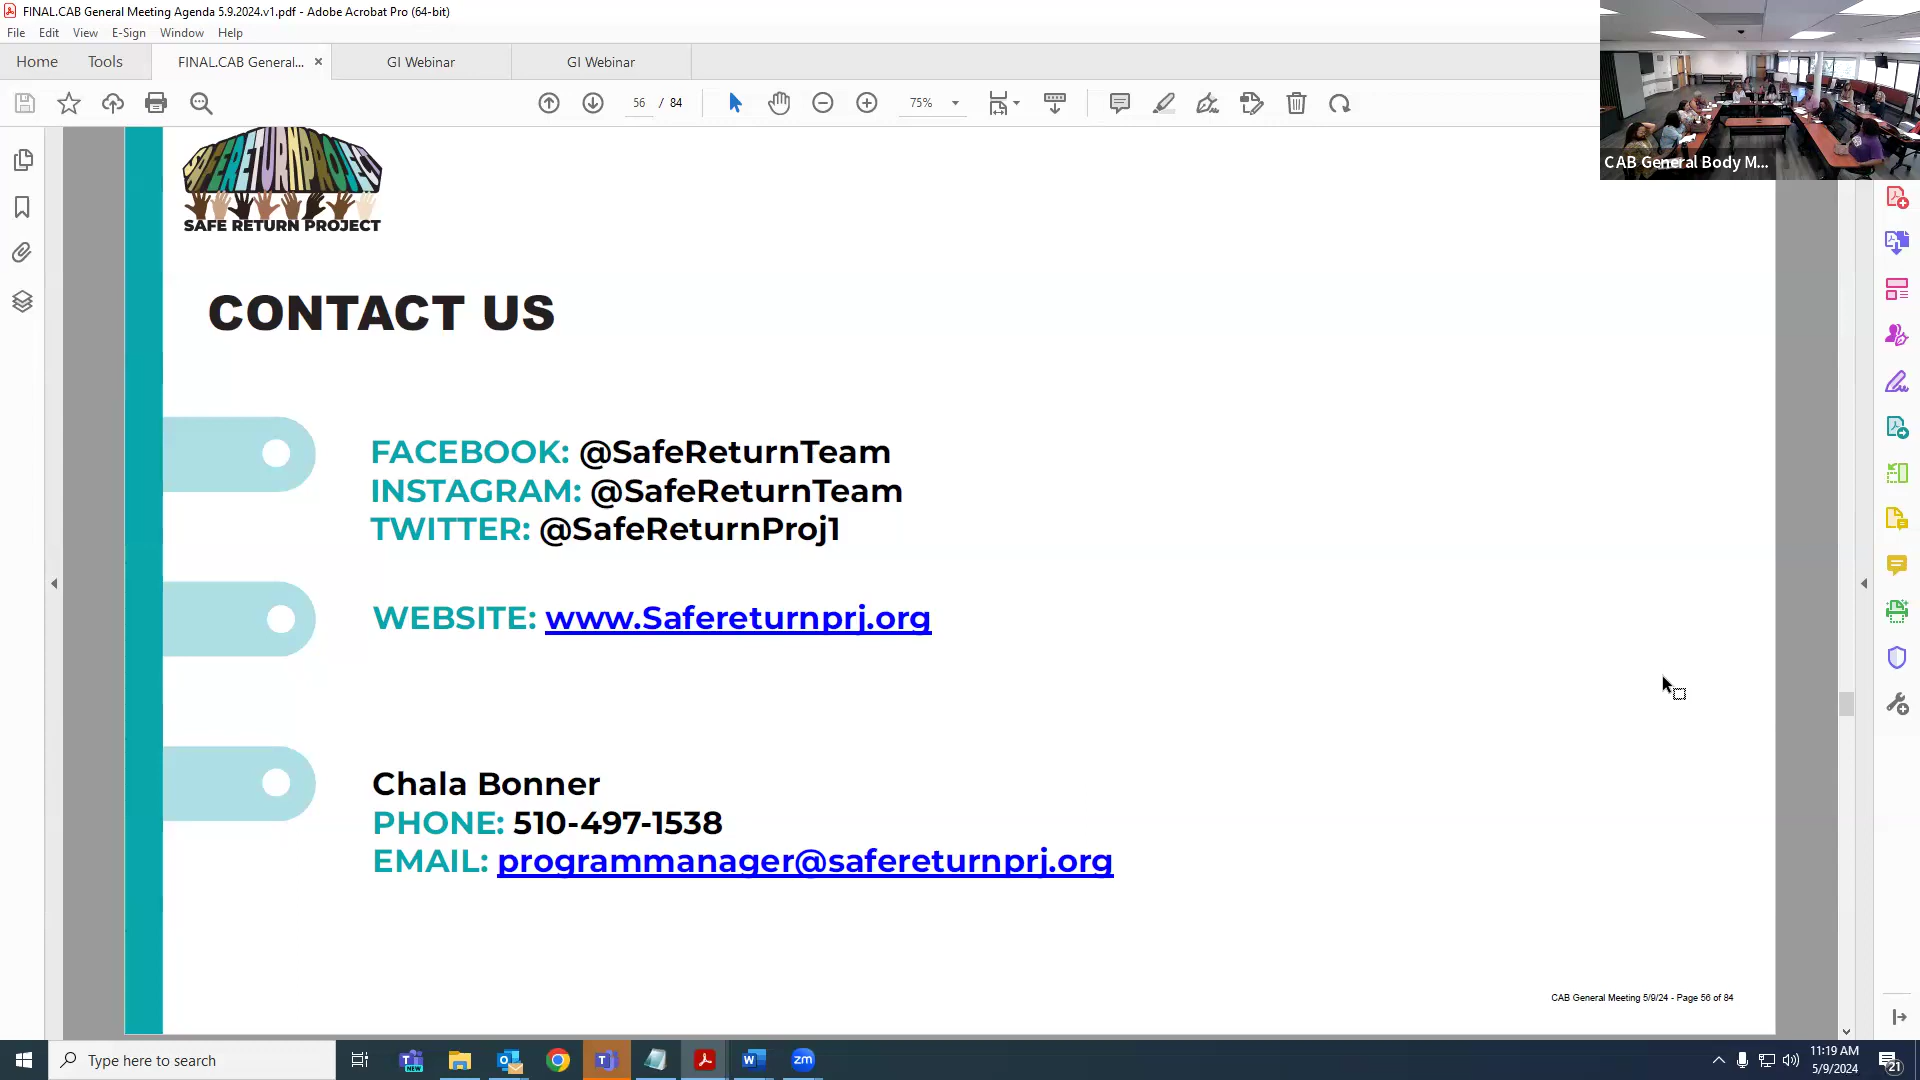 FINAL.CAB General Meeting Agenda 5.9.2024.v1.pdf - Adobe Acrobat Pro (64-bit)
File Edit View E-Sign Window Help
Home Tools FINAL.CAB General... × GI Webinar GI Webinar
56 / 84 75%
CAB General Body M...
SAFE RETURN PROJECT
SAFE RETURN PROJECT
CONTACT US
FACEBOOK: @SafeReturnTeam
INSTAGRAM: @SafeReturnTeam
TWITTER: @SafeReturnProj1
WEBSITE: www.Safereturnprj.org
Chala Bonner
PHONE: 510-497-1538
EMAIL: programmanager@safereturnprj.org
CAB General Meeting 5/9/24 - Page 56 of 84
Type here to search
NEW
zm
11:19 AM
5/9/2024
21